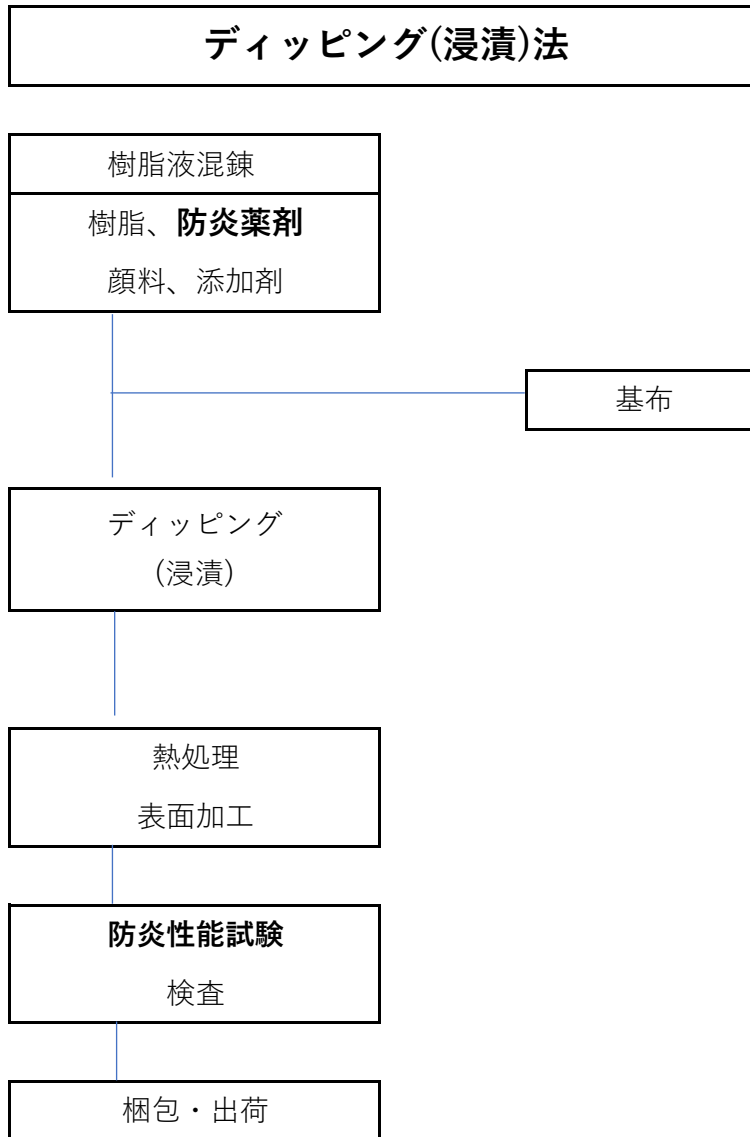 ディッピング(浸漬)法
樹脂液混錬
樹脂、防炎薬剤
顔料、添加剤
基布
ディッピング
(浸漬)
熱処理
表面加工
防炎性能試験
検査
梱包・出荷